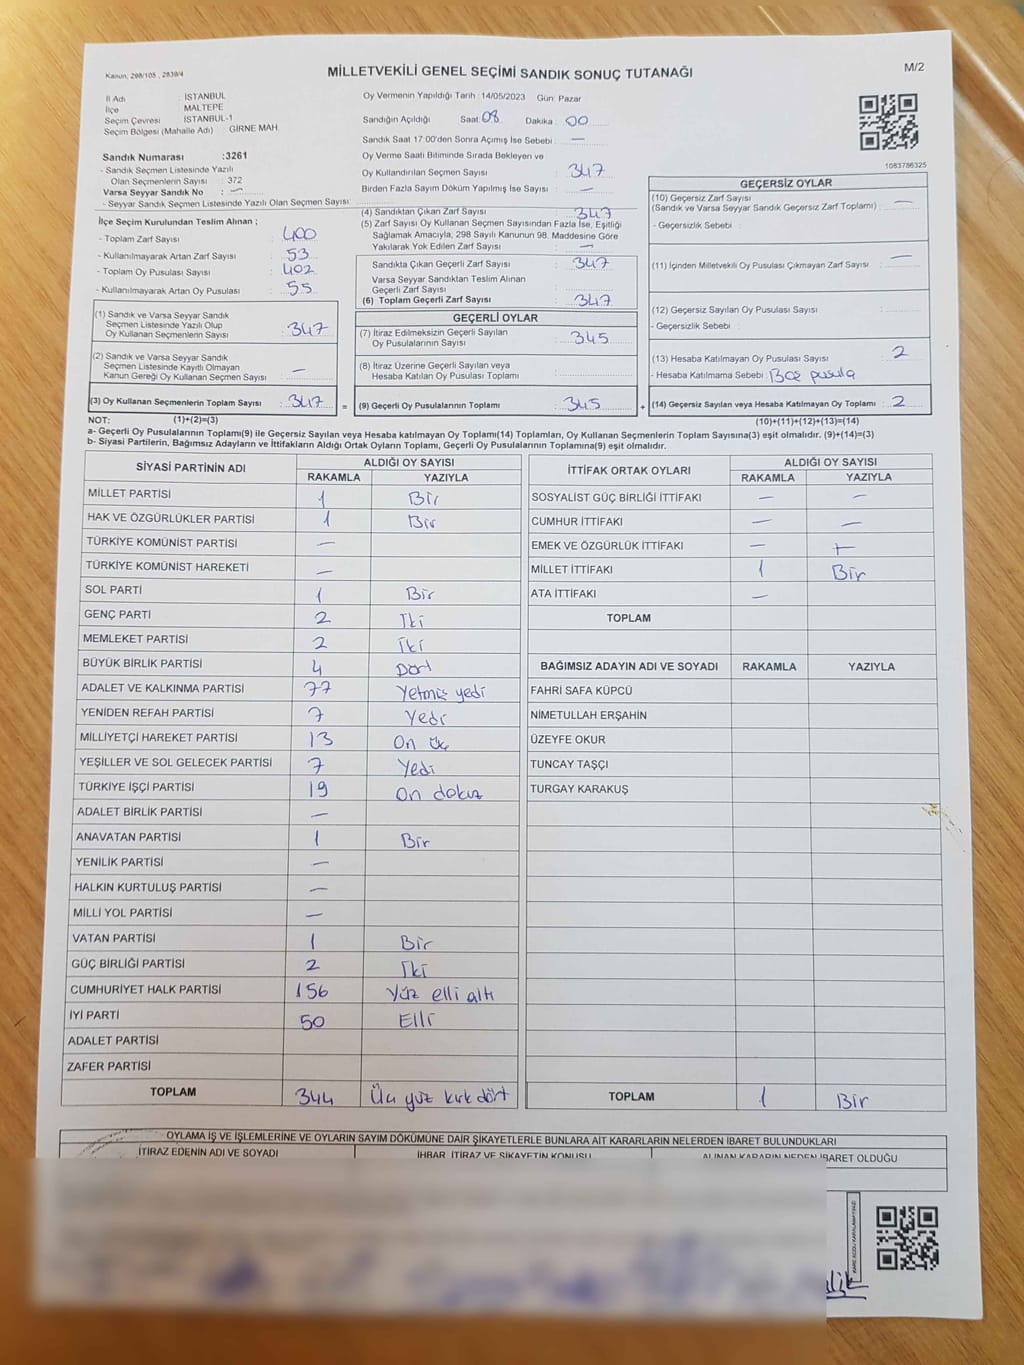 Kanun, 298/105 , 2839/4
MİLLETVEKİLİ GENEL SEÇİMİ SANDIK SONUÇ TUTANAĞI
M/2
İl Adı : İSTANBUL
İlçe MALTEPE
Seçim Çevresi : İSTANBUL-1
Seçim Bölgesi (Mahalle Adı) : GİRNE MAH
Oy Vermenin Yapıldığı Tarih :14/05/2023 Gün: Pazar
Sandığın Açıldığı Saat: 08 Dakika: 00
Sandık Saat 17:00'den Sonra Açımış İse Sebebi : —
Oy Verme Saati Bitiminde Sırada Bekleyen ve
Oy Kullandırılan Seçmen Sayısı : 347
Birden Fazla Sayım Döküm Yapılmış İse Sayısı : —
1083786325
Sandık Numarası :3261
- Sandık Seçmen Listesinde Yazılı
Olan Seçmenlerin Sayısı : 372
Varsa Seyyar Sandık No : —
- Seyyar Sandık Seçmen Listesinde Yazılı Olan Seçmen Sayısı:
İlçe Seçim Kurulundan Teslim Alınan ;
- Toplam Zarf Sayısı : 400
- Kullanılmayarak Artan Zarf Sayısı : 53
- Toplam Oy Pusulası Sayısı : 402
- Kullanılmayarak Artan Oy Pusulası : 55
(1) Sandık ve Varsa Seyyar Sandık
Seçmen Listesinde Yazılı Olup
Oy Kullanan Seçmenlerin Sayısı : 347
(2) Sandık ve Varsa Seyyar Sandık
Seçmen Listesinde Kayıtlı Olmayan
Kanun Gereği Oy Kullanan Seçmen Sayısı : —
(3) Oy Kullanan Seçmenlerin Toplam Sayısı : 347 =
(4) Sandıktan Çıkan Zarf Sayısı : 347
(5) Zarf Sayısı Oy Kullanan Seçmen Sayısından Fazla İse, Eşitliği
Sağlamak Amacıyla, 298 Sayılı Kanunun 98. Maddesine Göre
Yakılarak Yok Edilen Zarf Sayısı : —
Sandıkta Çıkan Geçerli Zarf Sayısı : 347
Varsa Seyyar Sandıktan Teslim Alınan
Geçerli Zarf Sayısı
(6) Toplam Geçerli Zarf Sayısı : 347
GEÇERLİ OYLAR
(7) İtiraz Edilmeksizin Geçerli Sayılan
Oy Pusulalarının Sayısı : 345
(8) İtiraz Üzerine Geçerli Sayılan veya
Hesaba Katılan Oy Pusulası Toplamı :
(9) Geçerli Oy Pusulalarının Toplamı : 345 +
GEÇERSİZ OYLAR
(10) Geçersiz Zarf Sayısı
(Sandık ve Varsa Seyyar Sandık Geçersiz Zarf Toplamı) : —
- Geçersizlik Sebebi :
(11) İçinden Milletvekili Oy Pusulası Çıkmayan Zarf Sayısı : —
(12) Geçersiz Sayılan Oy Pusulası Sayısı :
- Geçersizlik Sebebi :
(13) Hesaba Katılmayan Oy Pusulası Sayısı : 2
- Hesaba Katılmama Sebebi : Boş pusula
(14) Geçersiz Sayılan veya Hesaba Katılmayan Oy Toplamı : 2
NOT: (1)+(2)=(3) (10)+(11)+(12)+(13)=(14)
a- Geçerli Oy Pusulalarının Toplamı(9) ile Geçersiz Sayılan veya Hesaba katılmayan Oy Toplamı(14) Toplamları, Oy Kullanan Seçmenlerin Toplam Sayısına(3) eşit olmalıdır. (9)+(14)=(3)
b- Siyasi Partilerin, Bağımsız Adayların ve İttifakların Aldığı Ortak Oyların Toplamı, Geçerli Oy Pusulalarının Toplamına(9) eşit olmalıdır.
SİYASİ PARTİNİN ADI ALDIĞI OY SAYISI
RAKAMLA YAZIYLA
MİLLET PARTİSİ 1 Bir
HAK VE ÖZGÜRLÜKLER PARTİSİ 1 Bir
TÜRKİYE KOMÜNİST PARTİSİ —
TÜRKİYE KOMÜNİST HAREKETİ —
SOL PARTİ 1 Bir
GENÇ PARTİ 2 İki
MEMLEKET PARTİSİ 2 İki
BÜYÜK BİRLİK PARTİSİ 4 Dört
ADALET VE KALKINMA PARTİSİ 77 Yetmiş yedi
YENİDEN REFAH PARTİSİ 7 Yedi
MİLLİYETÇİ HAREKET PARTİSİ 13 On üç
YEŞİLLER VE SOL GELECEK PARTİSİ 7 Yedi
TÜRKİYE İŞÇİ PARTİSİ 19 On dokuz
ADALET BİRLİK PARTİSİ —
ANAVATAN PARTİSİ 1 Bir
YENİLİK PARTİSİ —
HALKIN KURTULUŞ PARTİSİ —
MİLLİ YOL PARTİSİ —
VATAN PARTİSİ 1 Bir
GÜÇ BİRLİĞİ PARTİSİ 2 İki
CUMHURİYET HALK PARTİSİ 156 Yüz elli altı
İYİ PARTİ 50 Elli
ADALET PARTİSİ
ZAFER PARTİSİ
TOPLAM 344 Üç yüz kırk dört
İTTİFAK ORTAK OYLARI ALDIĞI OY SAYISI
RAKAMLA YAZIYLA
SOSYALİST GÜÇ BİRLİĞİ İTTİFAKI — —
CUMHUR İTTİFAKI — —
EMEK VE ÖZGÜRLÜK İTTİFAKI — —
MİLLET İTTİFAKI 1 Bir
ATA İTTİFAKI —
TOPLAM
BAĞIMSIZ ADAYIN ADI VE SOYADI RAKAMLA YAZIYLA
FAHRİ SAFA KÜPCÜ
NİMETULLAH ERŞAHİN
ÜZEYFE OKUR
TUNCAY TAŞÇI
TURGAY KARAKUŞ
TOPLAM 1 Bir
OYLAMA İŞ VE İŞLEMLERİNE VE OYLARIN SAYIM DÖKÜMÜNE DAİR ŞİKAYETLERLE BUNLARA AİT KARARLARIN NELERDEN İBARET BULUNDUKLARI
İTİRAZ EDENİN ADI VE SOYADI İHBAR, İTİRAZ VE ŞİKAYETİN KONUSU ALINAN KARARIN NEDEN İBARET OLDUĞU